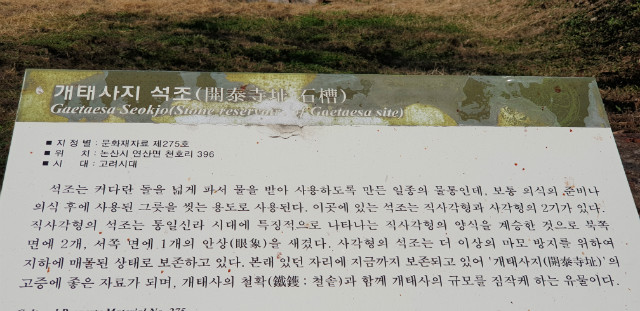 개태사지 석조(開泰寺址 石槽)
Gaetaesa Seokjo(Stone reservoir of Gaetaesa site)
■ 지 정 별 : 문화재자료 제275호
■ 위 치 : 논산시 연산면 천호리 396
■ 시 대 : 고려시대
석조는 커다란 돌을 넓게 파서 물을 받아 사용하도록 만든 일종의 물통인데, 보통 의식의 준비나
의식 후에 사용된 그릇을 씻는 용도로 사용된다. 이곳에 있는 석조는 직사각형과 사각형의 2기가 있다.
직사각형의 석조는 통일신라 시대에 특징적으로 나타나는 직사각형의 양식을 계승한 것으로 북쪽
면에 2개, 서쪽 면에 1개의 안상(眼象)을 새겼다. 사각형의 석조는 더 이상의 마모 방지를 위하여
지하에 매몰된 상태로 보존하고 있다. 본래 있던 자리에 지금까지 보존되고 있어 '개태사지(開泰寺址)'의
고증에 좋은 자료가 되며, 개태사의 철확(鐵鑊 : 철솥)과 함께 개태사의 규모를 짐작케 하는 유물이다.
Material No. 275